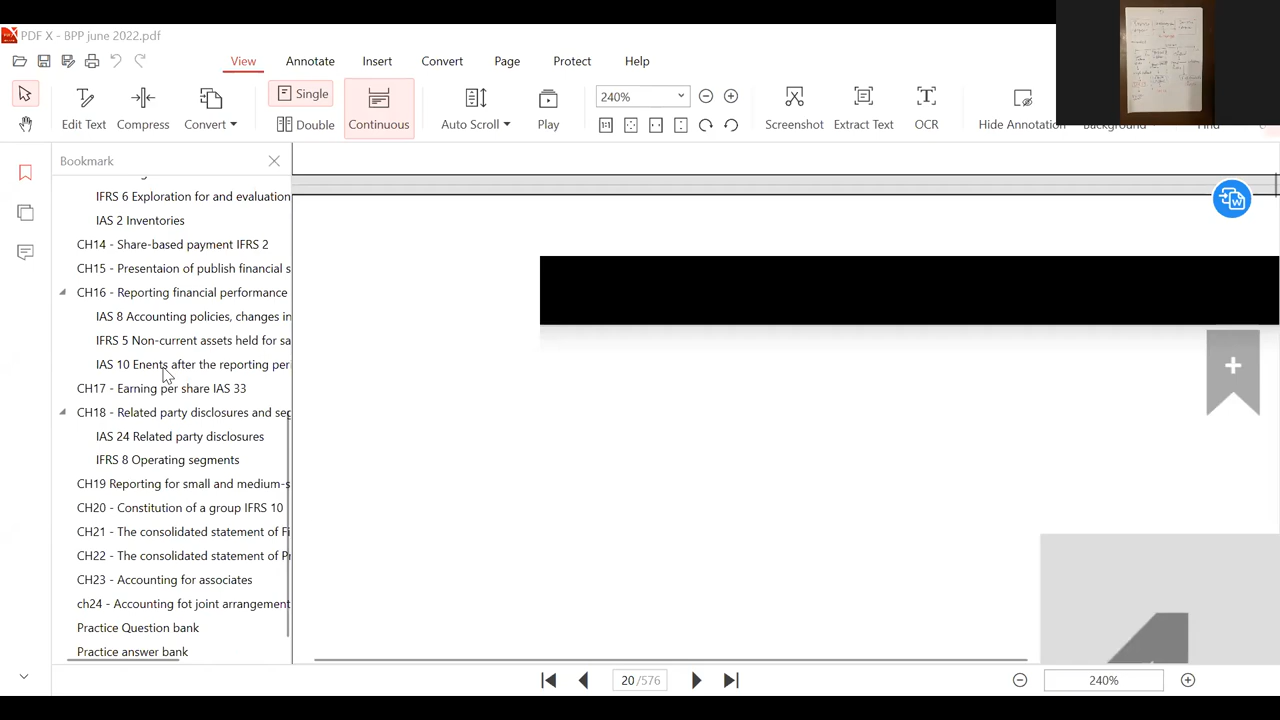 PDF X - BPP june 2022.pdf
View
Annotate
Insert
Convert
Page
Protect
Help
Edit Text
Compress
Convert
Single
Double
Continuous
Auto Scroll
Play
240%
Screenshot
Extract Text
OCR
Hide Annotation
Bookmark
IFRS 6 Exploration for and evaluation
IAS 2 Inventories
CH14 - Share-based payment IFRS 2
CH15 - Presentaion of publish financial s
CH16 - Reporting financial performance
IAS 8 Accounting policies, changes in
IFRS 5 Non-current assets held for sa
IAS 10 Enents after the reporting per
CH17 - Earning per share IAS 33
CH18 - Related party disclosures and seg
IAS 24 Related party disclosures
IFRS 8 Operating segments
CH19 Reporting for small and medium-s
CH20 - Constitution of a group IFRS 10
CH21 - The consolidated statement of Fi
CH22 - The consolidated statement of Pr
CH23 - Accounting for associates
ch24 - Accounting fot joint arrangement
Practice Question bank
Practice answer bank
20 /576
240%